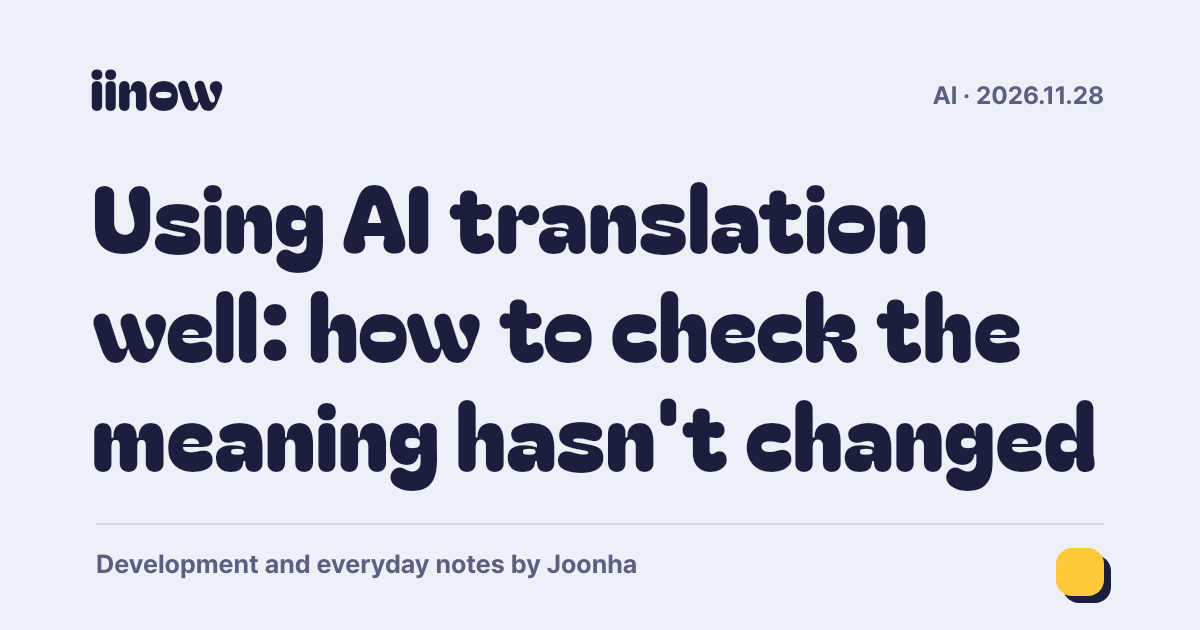 iinow
AI · 2026.11.28
Using AI translation
well: how to check the
meaning hasn't changed
Development and everyday notes by Joonha